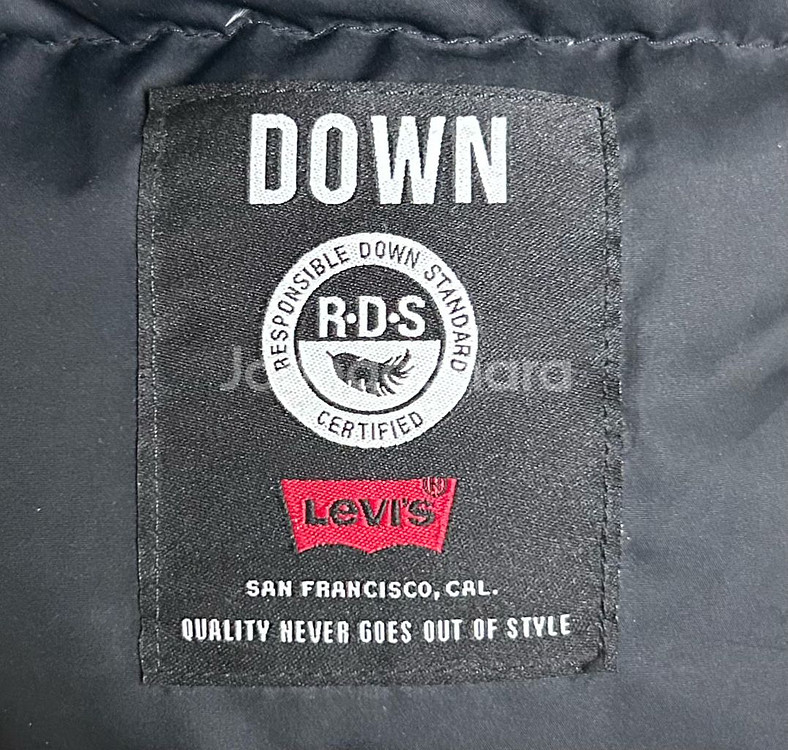 DOWN
RESPONSIBLE DOWN STANDARD
R·D·S
CERTIFIED
LEVI'S ®
SAN FRANCISCO, CAL.
QUALITY NEVER GOES OUT OF STYLE